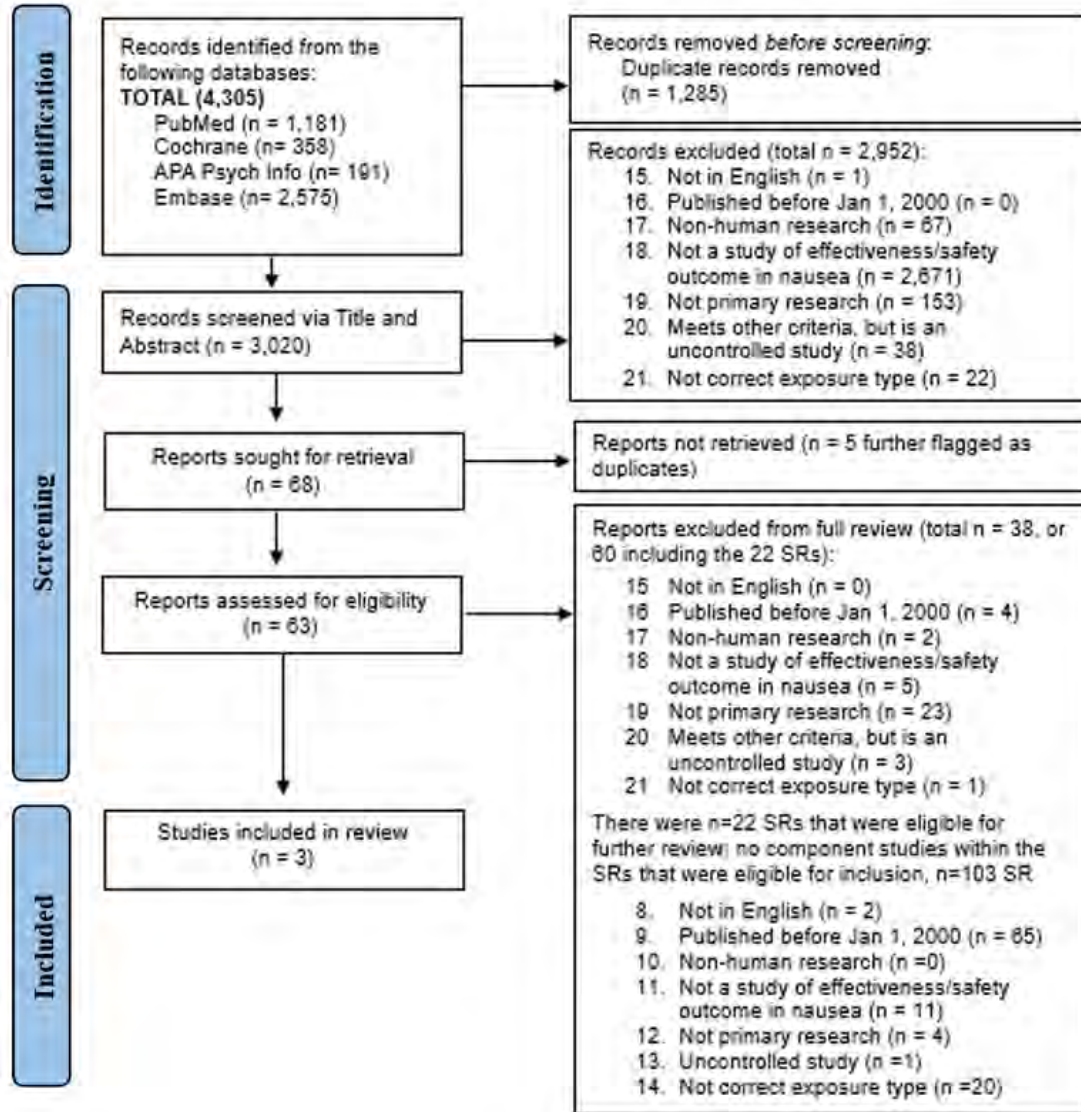 Identification
Records identified from the
following databases:
TOTAL (4,305)
PubMed (n = 1,181)
Cochrane (n= 358)
APA Psych Info (n= 191)
Embase (n= 2,575)
Records removed before screening:
Duplicate records removed
(n = 1,285)
Records excluded (total n = 2,952):
15. Not in English (n = 1)
16. Published before Jan 1, 2000 (n = 0)
17. Non-human research (n = 67)
18. Not a study of effectiveness/safety
outcome in nausea (n = 2,671)
19. Not primary research (n = 153)
20. Meets other criteria, but is an
uncontrolled study (n = 38)
21. Not correct exposure type (n = 22)
Screening
Records screened via Title and
Abstract (n = 3,020)
Reports sought for retrieval
(n = 68)
Reports not retrieved (n = 5 further flagged as
duplicates)
Reports assessed for eligibility
(n = 63)
Reports excluded from full review (total n = 38, or
60 including the 22 SRs):
15 Not in English (n = 0)
16 Published before Jan 1, 2000 (n = 4)
17 Non-human research (n = 2)
18 Not a study of effectiveness/safety
outcome in nausea (n = 5)
19 Not primary research (n = 23)
20 Meets other criteria, but is an
uncontrolled study (n = 3)
21 Not correct exposure type (n = 1)
There were n=22 SRs that were eligible for
further review; no component studies within the
SRs that were eligible for inclusion, n=103 SR
8. Not in English (n = 2)
9. Published before Jan 1, 2000 (n = 65)
10. Non-human research (n =0)
11. Not a study of effectiveness/safety
outcome in nausea (n = 11)
12. Not primary research (n = 4)
13. Uncontrolled study (n =1)
14. Not correct exposure type (n =20)
Included
Studies included in review
(n = 3)